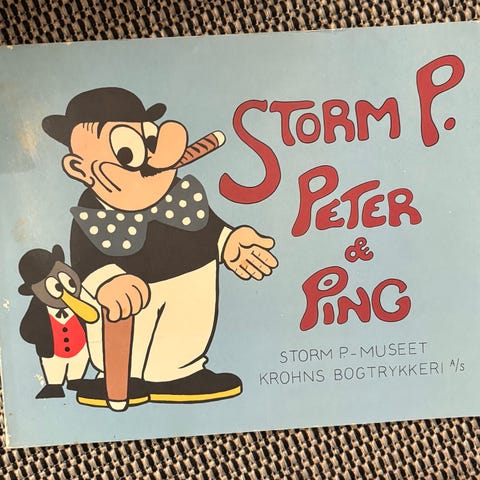 STORM P.
PETER
&
PING
STORM P-MUSEET
KROHNS BOGTRYKKERI A/S